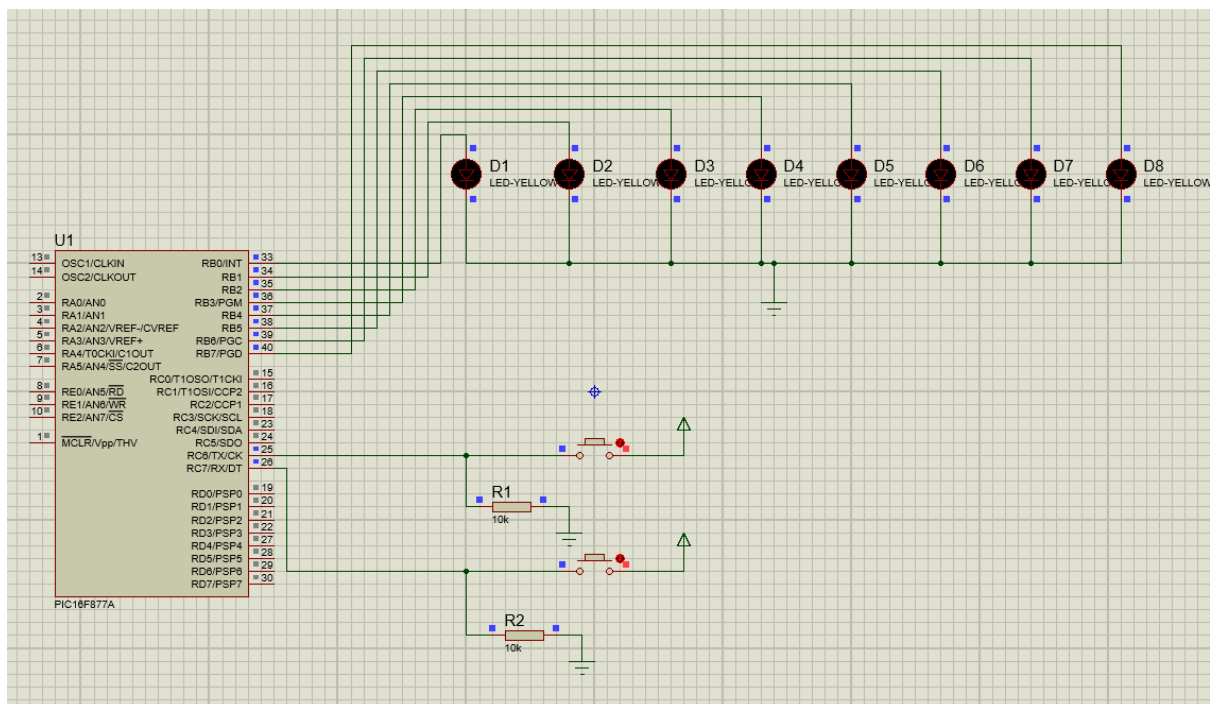 D1
LED-YELLOW
D2
LED-YELLOW
D3
LED-YELLO
D4
LED-YELLO
D5
LED-YELLO
D6
LED-YELLO
D7
LED-YELLO
D8
LED-YELLOW
U1
13 OSC1/CLKIN RB0/INT 33
14 OSC2/CLKOUT RB1 34
RB2 35
2 RA0/AN0 RB3/PGM 36
3 RA1/AN1 RB4 37
4 RA2/AN2/VREF-/CVREF RB5 38
5 RA3/AN3/VREF+ RB6/PGC 39
6 RA4/T0CKI/C1OUT RB7/PGD 40
7 RA5/AN4/SS/C2OUT
RC0/T1OSO/T1CKI 15
8 RE0/AN5/RD RC1/T1OSI/CCP2 16
9 RE1/AN6/WR RC2/CCP1 17
10 RE2/AN7/CS RC3/SCK/SCL 18
RC4/SDI/SDA 23
1 MCLR/Vpp/THV RC5/SDO 24
RC6/TX/CK 25
RC7/RX/DT 26
RD0/PSP0 19
RD1/PSP1 20
RD2/PSP2 21
RD3/PSP3 22
RD4/PSP4 27
RD5/PSP5 28
RD6/PSP6 29
RD7/PSP7 30
PIC16F877A
R1
10k
R2
10k